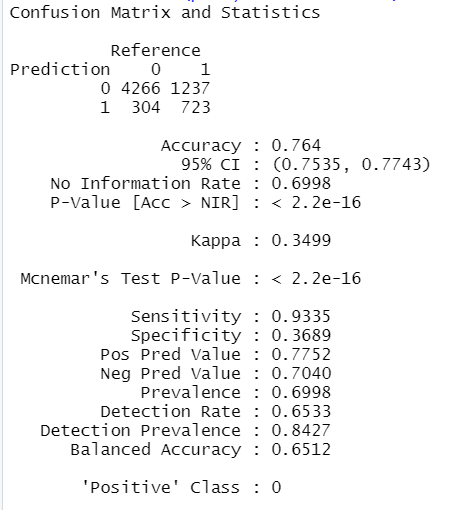 Confusion Matrix and Statistics
Reference
Prediction 0 1
0 4266 1237
1 304 723
Accuracy : 0.764
95% CI : (0.7535, 0.7743)
No Information Rate : 0.6998
P-Value [Acc > NIR] : < 2.2e-16
Kappa : 0.3499
Mcnemar's Test P-Value : < 2.2e-16
Sensitivity : 0.9335
Specificity : 0.3689
Pos Pred Value : 0.7752
Neg Pred Value : 0.7040
Prevalence : 0.6998
Detection Rate : 0.6533
Detection Prevalence : 0.8427
Balanced Accuracy : 0.6512
'Positive' Class : 0